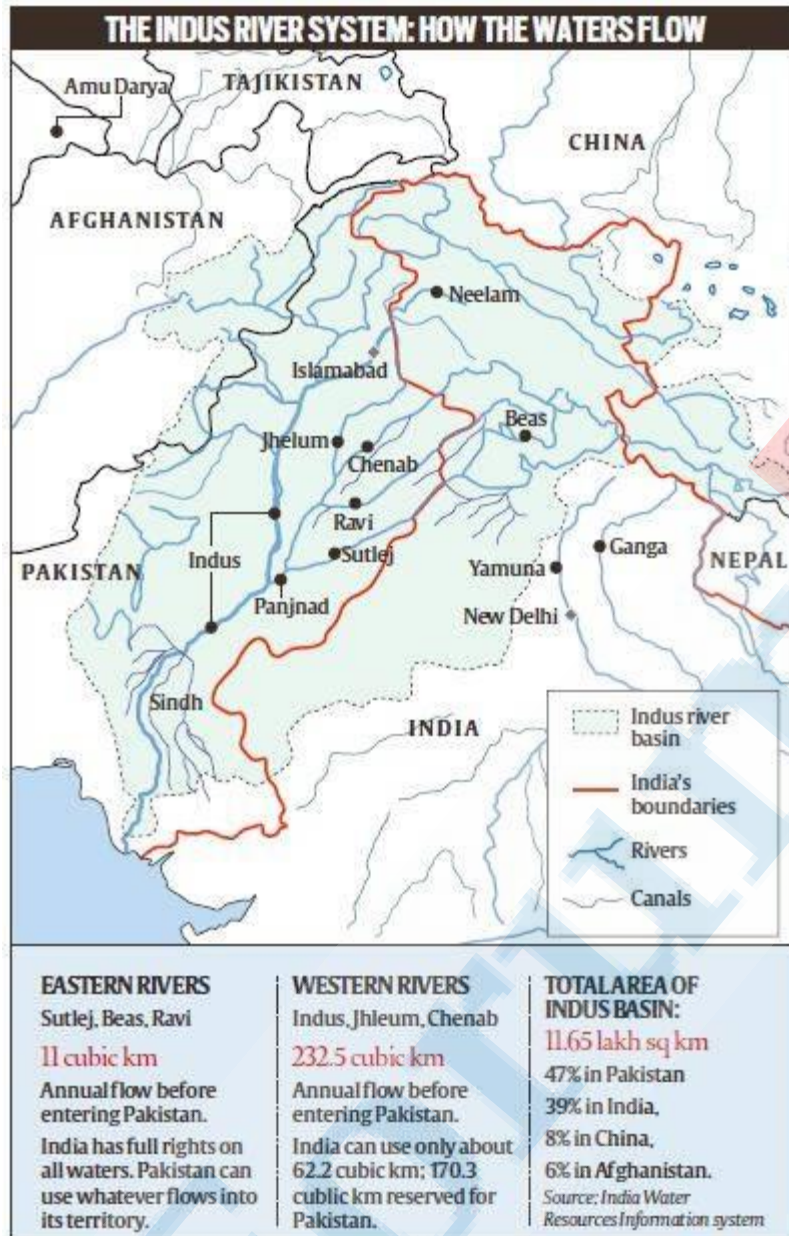 THE INDUS RIVER SYSTEM: HOW THE WATERS FLOW
Amu Darya
TAJIKISTAN
CHINA
AFGHANISTAN
Neelam
Islamabad
Beas
Jhelum
Chenab
Ravi
Indus
Sutlej
Ganga
PAKISTAN
Yamuna
NEPAL
Panjnad
New Delhi
Sindh
INDIA
Indus river
basin
India's
boundaries
Rivers
Canals
EASTERN RIVERS
Sutlej, Beas, Ravi
11 cubic km
Annual flow before
entering Pakistan.
India has full rights on
all waters. Pakistan can
use whatever flows into
its territory.
WESTERN RIVERS
Indus, Jhleum, Chenab
232.5 cubic km
Annual flow before
entering Pakistan.
India can use only about
62.2 cubic km; 170.3
cublic km reserved for
Pakistan.
TOTAL AREA OF
INDUS BASIN:
11.65 lakh sq km
47% in Pakistan
39% in India,
8% in China,
6% in Afghanistan.
Source: India Water
Resources Information system